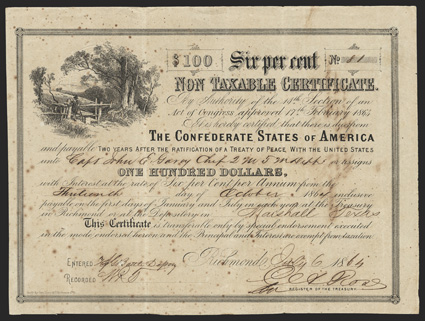 $100 Six per cent No. 11
NON TAXABLE CERTIFICATE.
By Authority of the 18th Section of an
Act of Congress approved 17th February 1864
It is hereby certified that there is due from
THE CONFEDERATE STATES OF AMERICA
and payable TWO YEARS AFTER THE RATIFICATION OF A TREATY OF PEACE, WITH THE UNITED STATES
unto Capt John or assigns
ONE HUNDRED DOLLARS,
with Interest at the rate of Six per Cent per Annum from the
Thirteenth day of October 1864 inclusive
payable on the first days of January and July in each year at the Treasury
in Richmond or at the Depository in Marshall Texas
This Certificate is transferable only by special endorsement executed
in the mode endorsed hereon and the Principal and Interest are exempt from taxation
Richmond July 6 1864
ENTERED
RECORDED REGISTER OF THE TREASURY